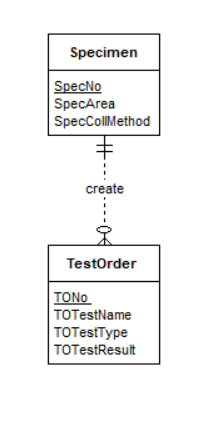 Specimen
SpecNo
SpecArea
SpecCollMethod
create
TestOrder
TONo
TOTestName
TOTestType
TOTestResult